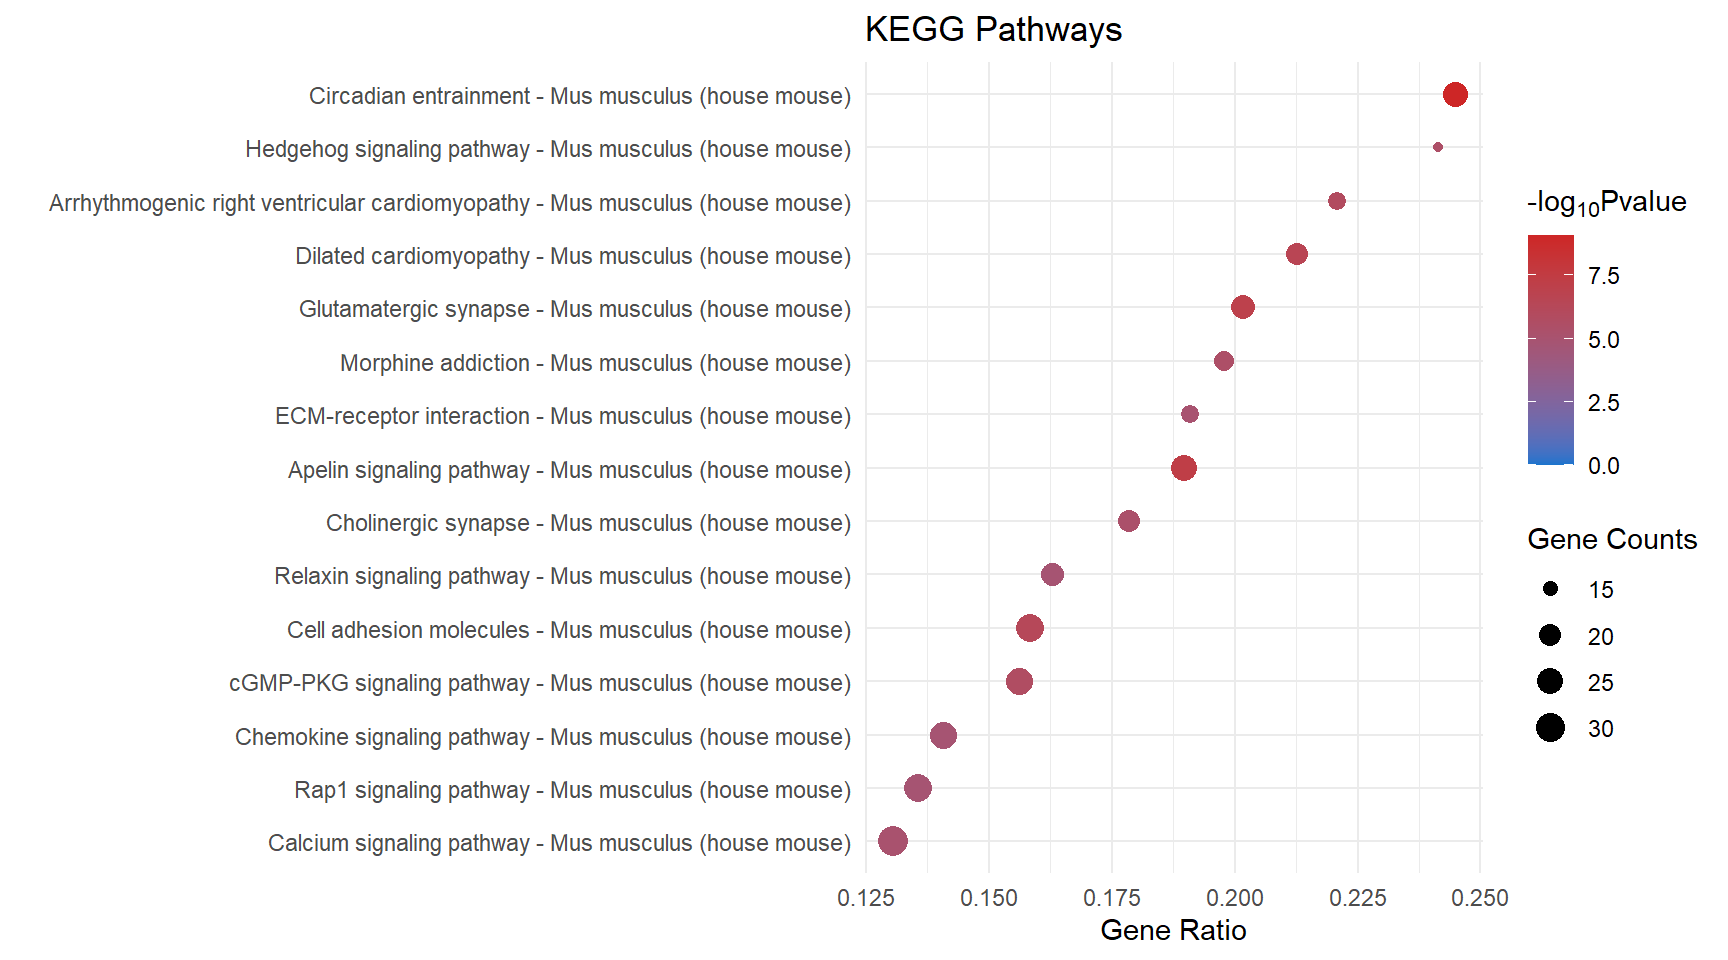 KEGG Pathways
Circadian entrainment - Mus musculus (house mouse)
Hedgehog signaling pathway - Mus musculus (house mouse)
Arrhythmogenic right ventricular cardiomyopathy - Mus musculus (house mouse)
Dilated cardiomyopathy - Mus musculus (house mouse)
Glutamatergic synapse - Mus musculus (house mouse)
Morphine addiction - Mus musculus (house mouse)
ECM-receptor interaction - Mus musculus (house mouse)
Apelin signaling pathway - Mus musculus (house mouse)
Cholinergic synapse - Mus musculus (house mouse)
Relaxin signaling pathway - Mus musculus (house mouse)
Cell adhesion molecules - Mus musculus (house mouse)
cGMP-PKG signaling pathway - Mus musculus (house mouse)
Chemokine signaling pathway - Mus musculus (house mouse)
Rap1 signaling pathway - Mus musculus (house mouse)
Calcium signaling pathway - Mus musculus (house mouse)
0.125 0.150 0.175 0.200 0.225 0.250
Gene Ratio
-log₁₀Pvalue
7.5
5.0
2.5
0.0
Gene Counts
15
20
25
30